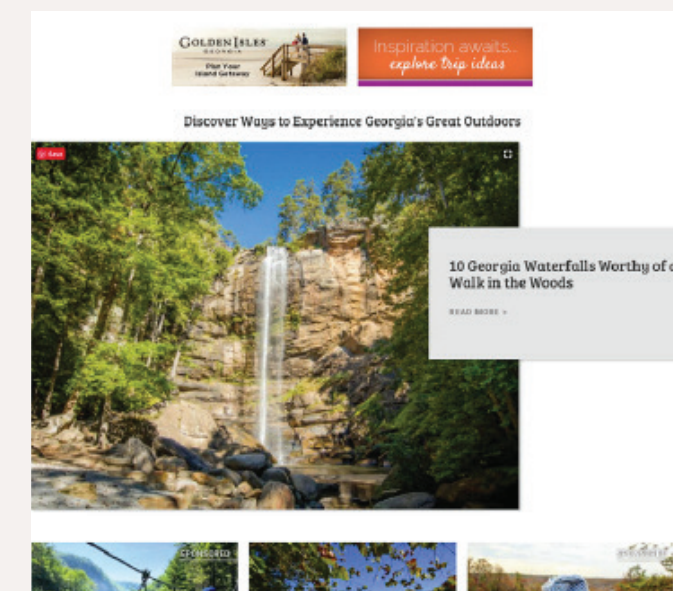 GOLDEN ISLES
GEORGIA
Plan Your
Island Getaway
Inspiration awaits...
explore trip ideas
Discover Ways to Experience Georgia's Great Outdoors
Save
10 Georgia Waterfalls Worthy of a
Walk in the Woods
READ MORE »
SPONSORED